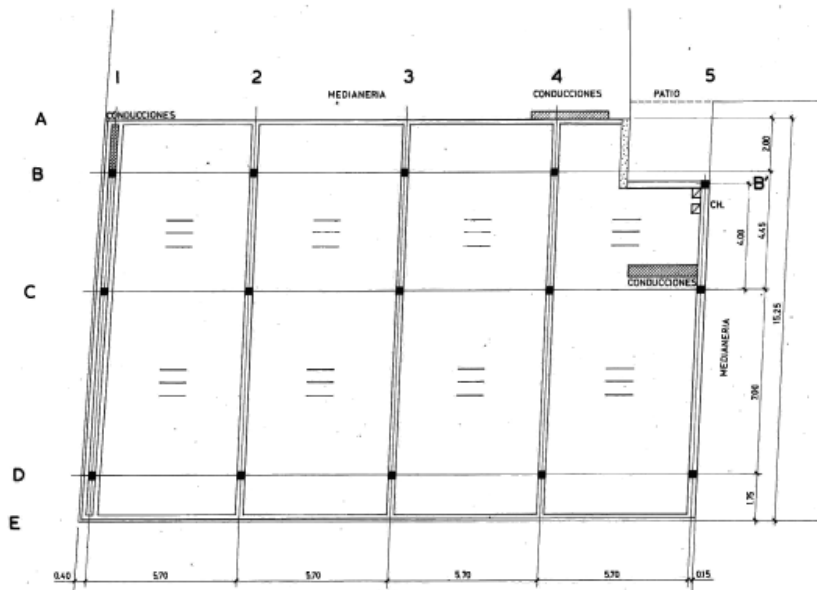 1 2 3 4 5
MEDIANERIA
CONDUCCIONES
PATIO
A
CONDUCCIONES
2.00
B
B'
CH.
4.00
4.45
C
CONDUCCIONES
15.25
MEDIANERIA
7.00
D
1.75
E
0.40 5.70 5.70 5.70 5.70 0.15